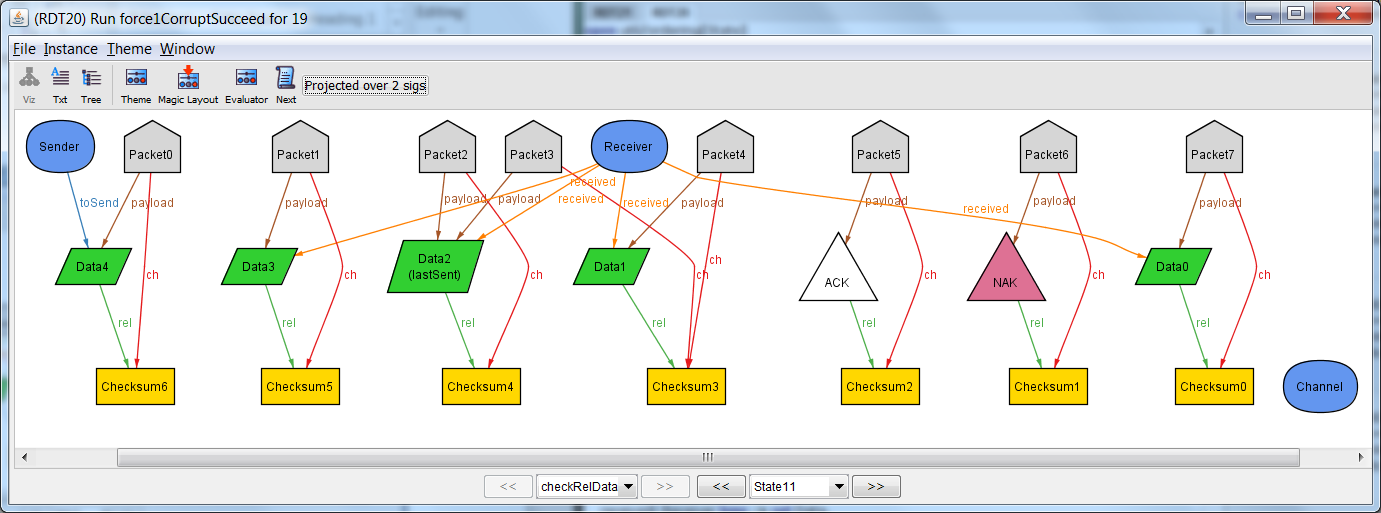 (RDT20) Run force1CorruptSucceed for 19
File Instance Theme Window
Viz Txt Tree Theme Magic Layout Evaluator Next Projected over 2 sigs
Sender Packet0 Packet1 Packet2 Packet3 Receiver Packet4 Packet5 Packet6 Packet7
toSend payload payload payload payload received received received payload payload payload received payload
Data4 Data3 Data2 Data1 ACK NAK Data0
(lastSent)
ch ch ch ch ch ch ch
rel rel rel rel rel rel rel
Checksum6 Checksum5 Checksum4 Checksum3 Checksum2 Checksum1 Checksum0 Channel
<< checkRelData >> << State11 >>